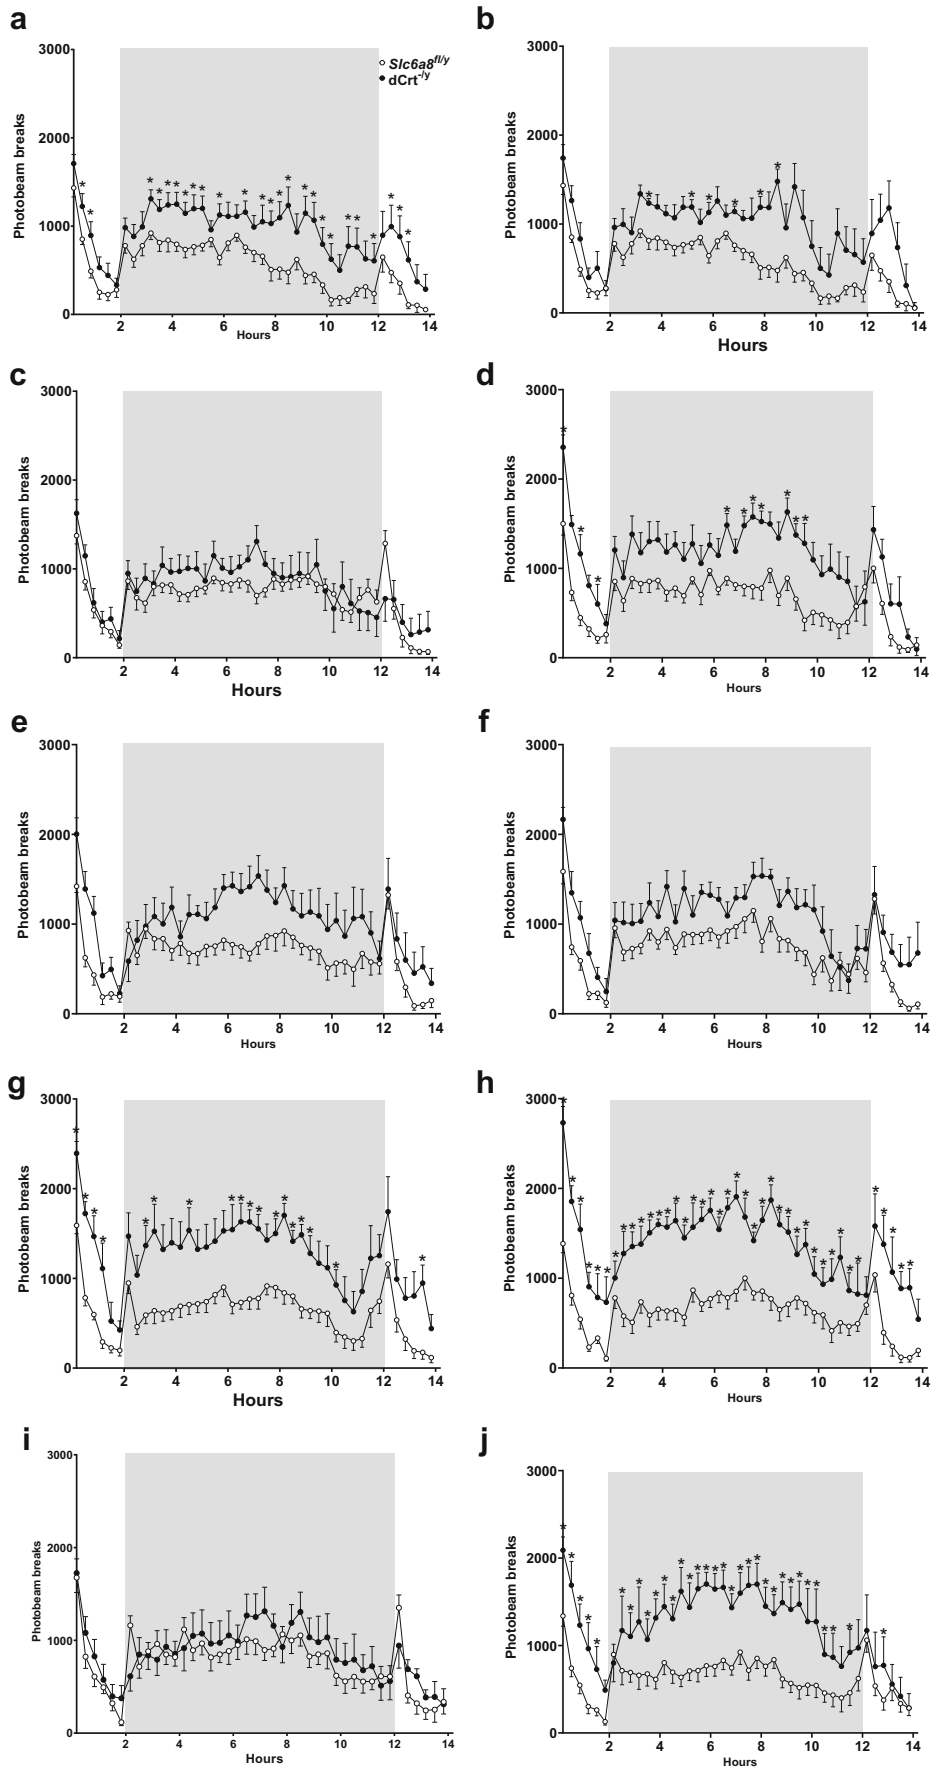 a
b
3000
2000
1000
0
Photobeam breaks
* * * * * * * * * * * * * * * * * * * * * * * *
2 4 6 8 10 12 14
Hours
Slc6a8fl/y
dCrt-/y
3000
2000
1000
0
Photobeam breaks
* * * * * *
2 4 6 8 10 12 14
Hours
c
d
3000
2000
1000
0
Photobeam breaks
2 4 6 8 10 12 14
Hours
3000
2000
1000
0
Photobeam breaks
* * * * * * * * * *
2 4 6 8 10 12 14
Hours
e
f
3000
2000
1000
0
Photobeam breaks
2 4 6 8 10 12 14
Hours
3000
2000
1000
0
Photobeam breaks
2 4 6 8 10 12 14
Hours
g
h
3000
2000
1000
0
Photobeam breaks
2 4 6 8 10 12 14
Hours
3000
2000
1000
0
Photobeam breaks
2 4 6 8 10 12 14
Hours
i
j
3000
2000
1000
0
Photobeam breaks
2 4 6 8 10 12 14
Hours
3000
2000
1000
0
Photobeam breaks
2 4 6 8 10 12 14
Hours